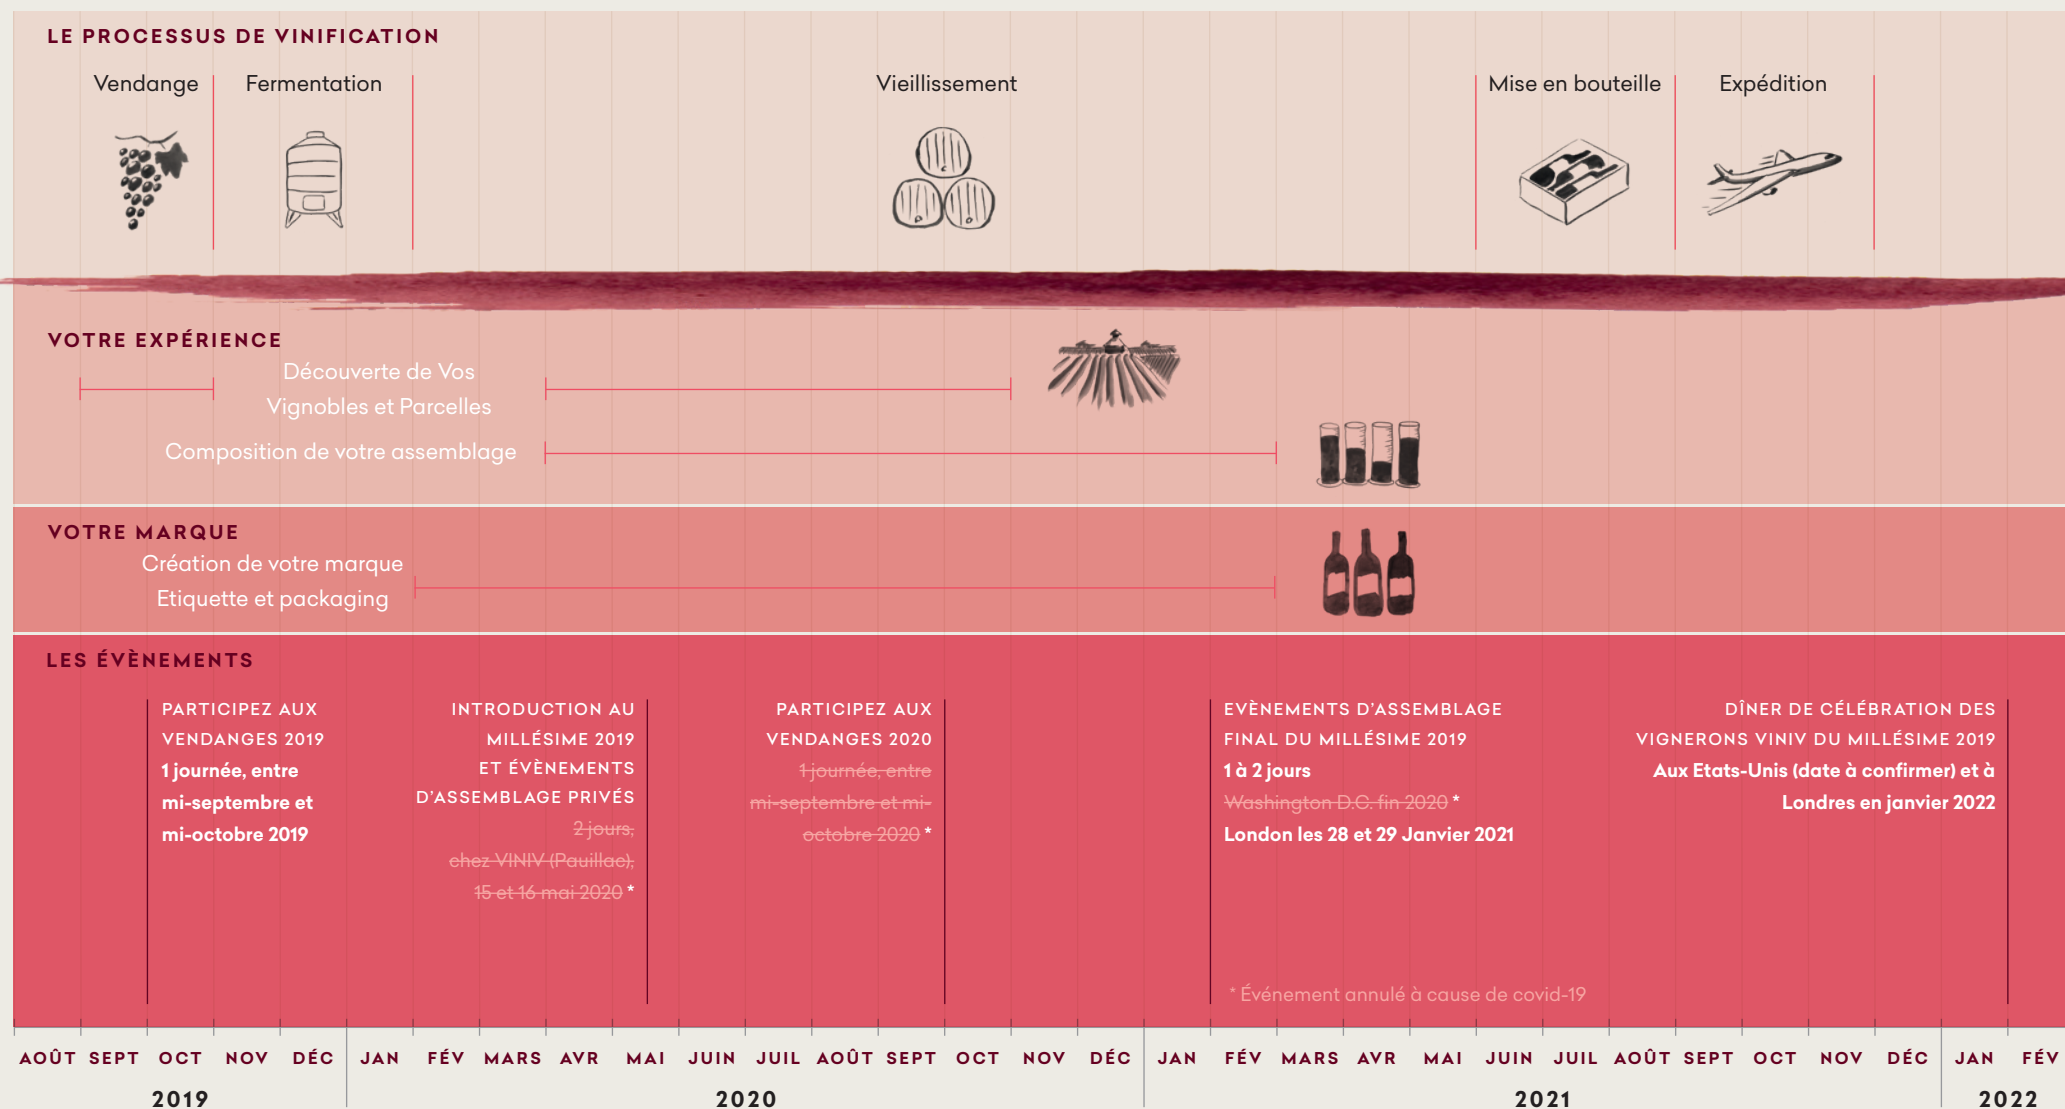 LE PROCESSUS DE VINIFICATION
Vendange
Fermentation
Vieillissement
Mise en bouteille
Expédition
VOTRE EXPÉRIENCE
Découverte de Vos
Vignobles et Parcelles
Composition de votre assemblage
VOTRE MARQUE
Création de votre marque
Etiquette et packaging
LES ÉVÈNEMENTS
PARTICIPEZ AUX
VENDANGES 2019
1 journée, entre
mi-septembre et
mi-octobre 2019
INTRODUCTION AU
MILLÉSIME 2019
ET ÉVÈNEMENTS
D'ASSEMBLAGE PRIVÉS
2 jours,
chez VINIV (Pauillac),
15 et 16 mai 2020 *
PARTICIPEZ AUX
VENDANGES 2020
1 journée, entre
mi-septembre et mi-
octobre 2020 *
EVÈNEMENTS D'ASSEMBLAGE
FINAL DU MILLÉSIME 2019
1 à 2 jours
Washington D.C. fin 2020 *
London les 28 et 29 Janvier 2021
DÎNER DE CÉLÉBRATION DES
VIGNERONS VINIV DU MILLÉSIME 2019
Aux Etats-Unis (date à confirmer) et à
Londres en janvier 2022
* Événement annulé à cause de covid-19
AOÛT SEPT OCT NOV DÉC JAN FÉV MARS AVR MAI JUIN JUIL AOÛT SEPT OCT NOV DÉC JAN FÉV MARS AVR MAI JUIN JUIL AOÛT SEPT OCT NOV DÉC JAN FÉV
2019 2020 2021 2022